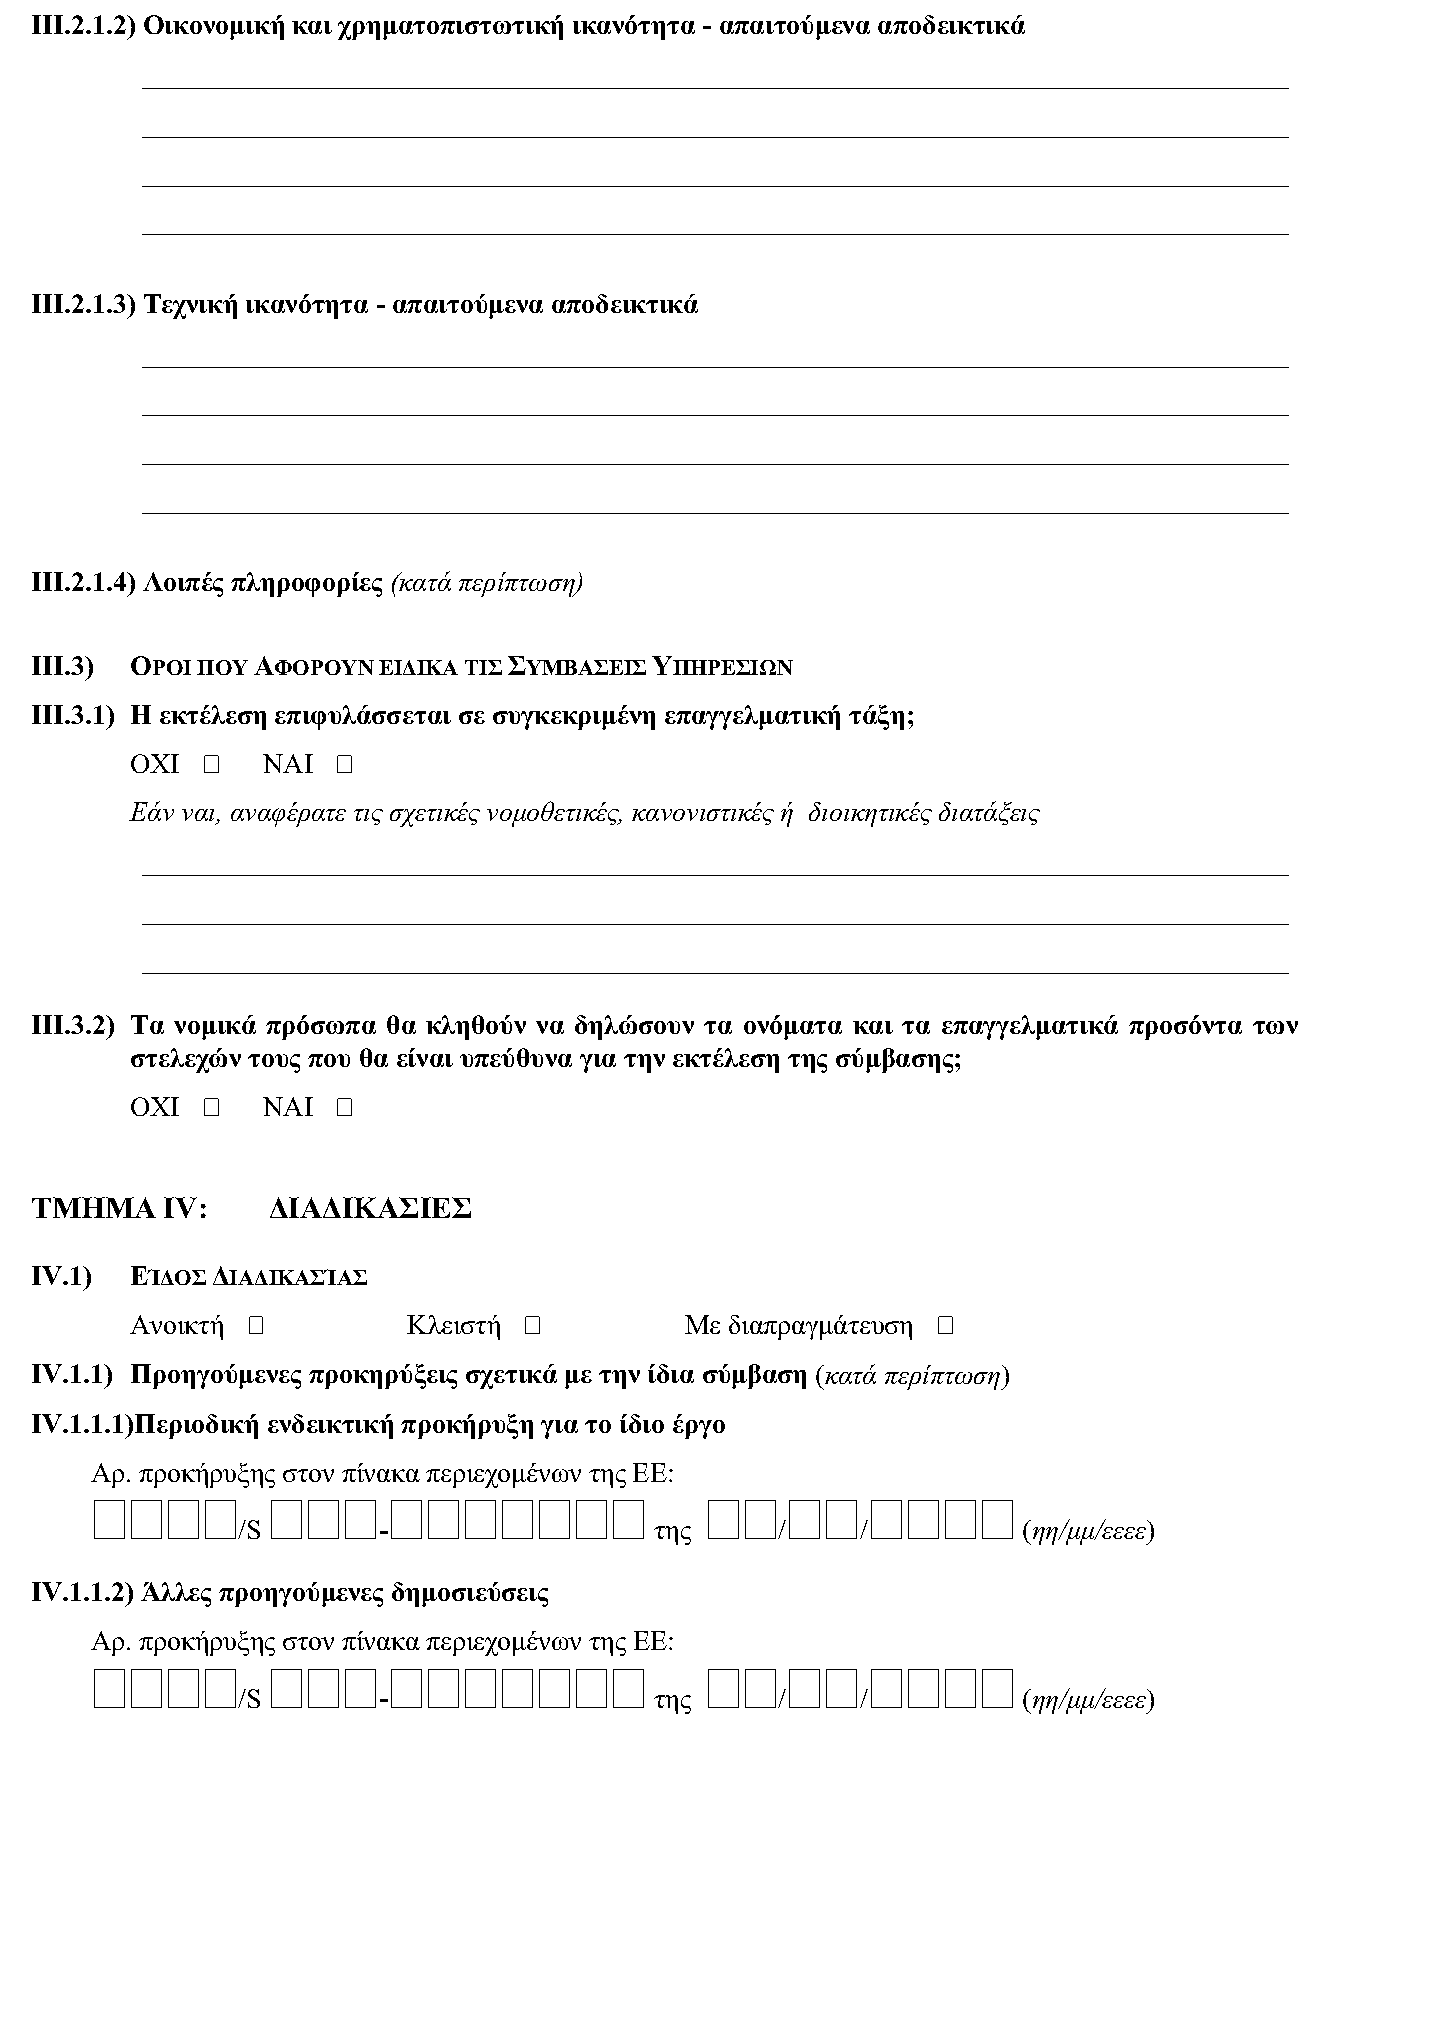 III.2.1.2) Οικονομική και χρηματοπιστωτική ικανότητα - απαιτούμενα αποδεικτικά
III.2.1.3) Τεχνική ικανότητα - απαιτούμενα αποδεικτικά
III.2.1.4) Λοιπές πληροφορίες (κατά περίπτωση)
III.3) ΟΡΟΙ ΠΟΥ ΑΦΟΡΟΥΝ ΕΙΔΙΚΑ ΤΙΣ ΣΥΜΒΑΣΕΙΣ ΥΠΗΡΕΣΙΩΝ
III.3.1) Η εκτέλεση επιφυλάσσεται σε συγκεκριμένη επαγγελματική τάξη;
ΟΧΙ □ ΝΑΙ □
Εάν ναι, αναφέρατε τις σχετικές νομοθετικές, κανονιστικές ή διοικητικές διατάξεις
III.3.2) Τα νομικά πρόσωπα θα κληθούν να δηλώσουν τα ονόματα και τα επαγγελματικά προσόντα των
στελεχών τους που θα είναι υπεύθυνα για την εκτέλεση της σύμβασης;
ΟΧΙ □ ΝΑΙ □
ΤΜΗΜΑ IV: ΔΙΑΔΙΚΑΣΙΕΣ
IV.1) ΕΊΔΟΣ ΔΙΑΔΙΚΑΣΊΑΣ
Ανοικτή □ Κλειστή □ Με διαπραγμάτευση □
IV.1.1) Προηγούμενες προκηρύξεις σχετικά με την ίδια σύμβαση (κατά περίπτωση)
IV.1.1.1)Περιοδική ενδεικτική προκήρυξη για το ίδιο έργο
Αρ. προκήρυξης στον πίνακα περιεχομένων της ΕΕ:
□□□□/S □□□-□□□□□□□ της □□/□□/□□□□ (ηη/μμ/εεεε)
IV.1.1.2) Άλλες προηγούμενες δημοσιεύσεις
Αρ. προκήρυξης στον πίνακα περιεχομένων της ΕΕ:
□□□□/S □□□-□□□□□□□ της □□/□□/□□□□ (ηη/μμ/εεεε)